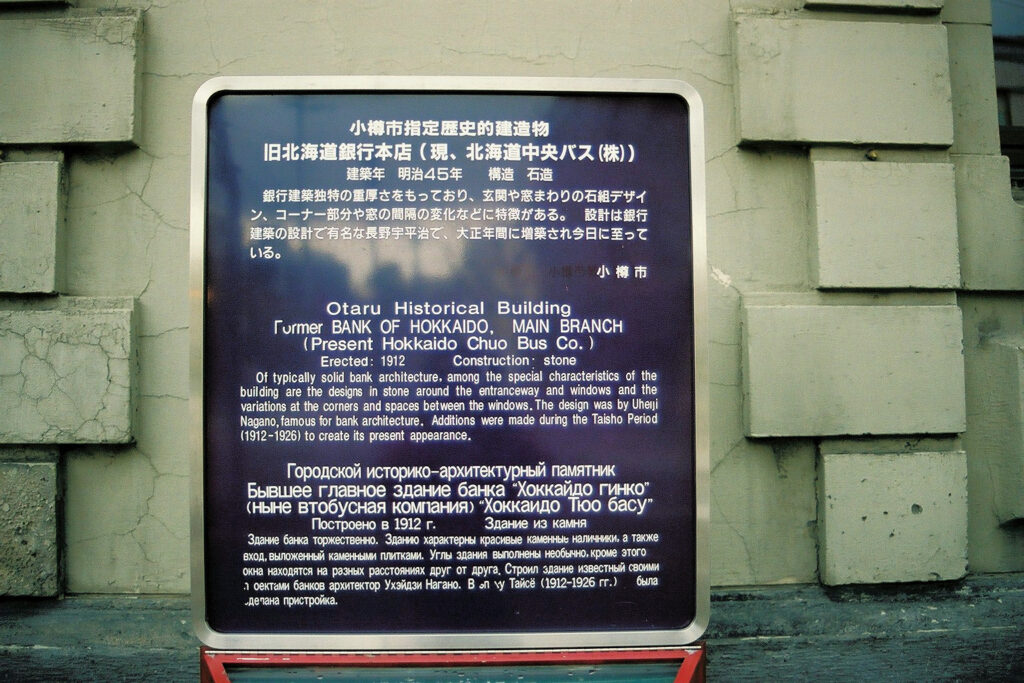 小樽市指定歴史的建造物
旧北海道銀行本店（現、北海道中央バス(株)）
建築年　明治45年　　構造　石造
銀行建築独特の重厚さをもっており、玄関や窓まわりの石組デザイ
ン、コーナー部分や窓の間隔の変化などに特徴がある。　設計は銀行
建築の設計で有名な長野宇平治で、大正年間に増築され今日に至って
いる。
小樽市
Otaru Historical Building
Former BANK OF HOKKAIDO, MAIN BRANCH
(Present Hokkaido Chuo Bus Co.)
Erected: 1912 Construction: stone
Of typically solid bank architecture, among the special characteristics of the
building are the designs in stone around the entranceway and windows and the
variations at the corners and spaces between the windows. The design was by Uheiji
Nagano, famous for bank architecture. Additions were made during the Taisho Period
(1912-1926) to create its present appearance.
Городской историко-архитектурный памятник
Бывшее главное здание банка "Хоккайдо гинко"
(ныне втобусная компания) "Хоккаидо Тюо басу"
Построено в 1912 г. Здание из камня
Здание банка торжественно. Зданию характерны красивые каменные наличники, а также
вход, выложенный каменными плитками. Углы здания выполнены необычно, кроме этого
окна находятся на разных расстояниях друг от друга. Строил здание известный своими
оектами банков архитектор Ухэйдзи Нагано. В Тайсё (1912-1926 гг.) была
пристройка.